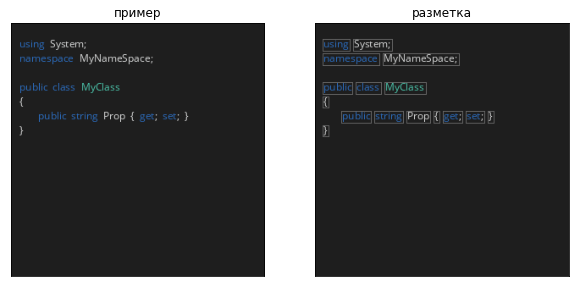 пример
using System;
namespace MyNameSpace;
public class MyClass
{
public string Prop { get; set; }
}
разметка
using System;
namespace MyNameSpace;
public class MyClass
{
public string Prop { get; set; }
}